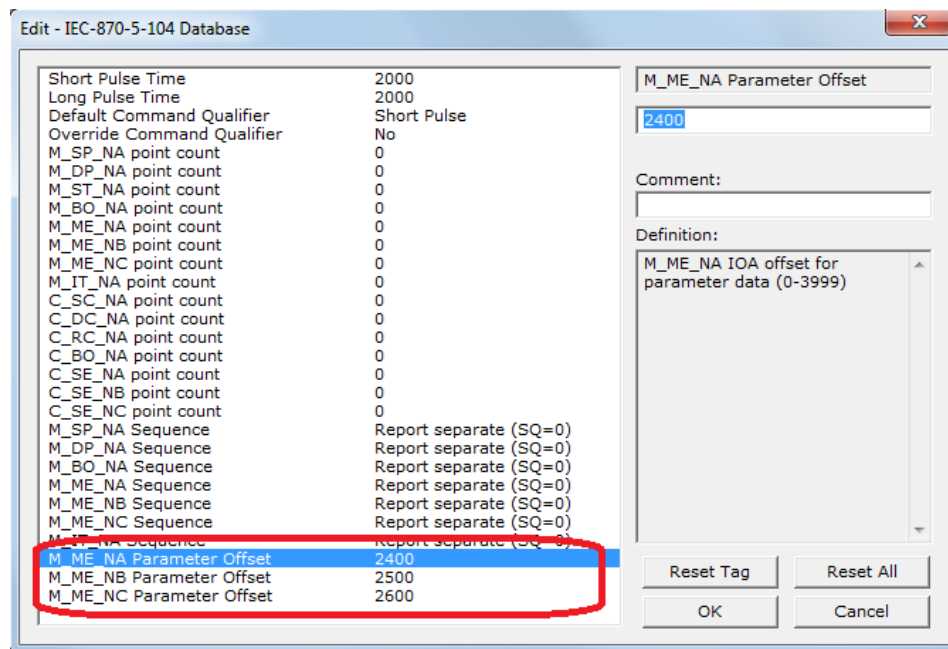 Edit - IEC-870-5-104 Database
Short Pulse Time 2000
Long Pulse Time 2000
Default Command Qualifier Short Pulse
Override Command Qualifier No
M_SP_NA point count 0
M_DP_NA point count 0
M_ST_NA point count 0
M_BO_NA point count 0
M_ME_NA point count 0
M_ME_NB point count 0
M_ME_NC point count 0
M_IT_NA point count 0
C_SC_NA point count 0
C_DC_NA point count 0
C_RC_NA point count 0
C_BO_NA point count 0
C_SE_NA point count 0
C_SE_NB point count 0
C_SE_NC point count 0
M_SP_NA Sequence Report separate (SQ=0)
M_DP_NA Sequence Report separate (SQ=0)
M_BO_NA Sequence Report separate (SQ=0)
M_ME_NA Sequence Report separate (SQ=0)
M_ME_NB Sequence Report separate (SQ=0)
M_ME_NC Sequence Report separate (SQ=0)
M_IT_NA Sequence Report separate (SQ=0)
M_ME_NA Parameter Offset 2400
M_ME_NB Parameter Offset 2500
M_ME_NC Parameter Offset 2600
M_ME_NA Parameter Offset
2400
Comment:
Definition:
M_ME_NA IOA offset for
parameter data (0-3999)
Reset Tag Reset All
OK Cancel